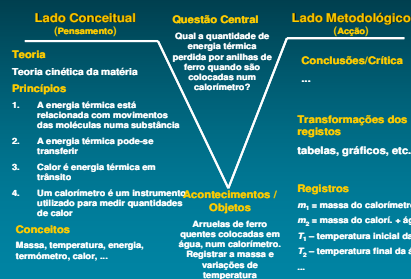 Lado Conceitual
(Pensamento)
Teoria
Teoria cinética da matéria
Princípios
1. A energia térmica está
relacionada com movimentos
das moléculas numa substância
2. A energia térmica pode-se
transferir
3. Calor é energia térmica em
trânsito
4. Um calorímetro é um instrumento
utilizado para medir quantidades
de calor
Conceitos
Massa, temperatura, energia,
termómetro, calor, ...
Questão Central
Qual a quantidade de
energia térmica
perdida por anilhas de
ferro quando são
colocadas num
calorímetro?
Acontecimentos /
Objetos
Arruelas de ferro
quentes colocadas em
água, num calorímetro.
Registrar a massa e
variações de
temperatura
Lado Metodológico
(Acção)
Conclusões/Crítica
...
Transformações dos
registos
tabelas, gráficos, etc.
Registros
m₁ = massa do calorímetro
= massa do calorí. + 
T₁ – temperatura inicial da
T₂ – temperatura final da
...